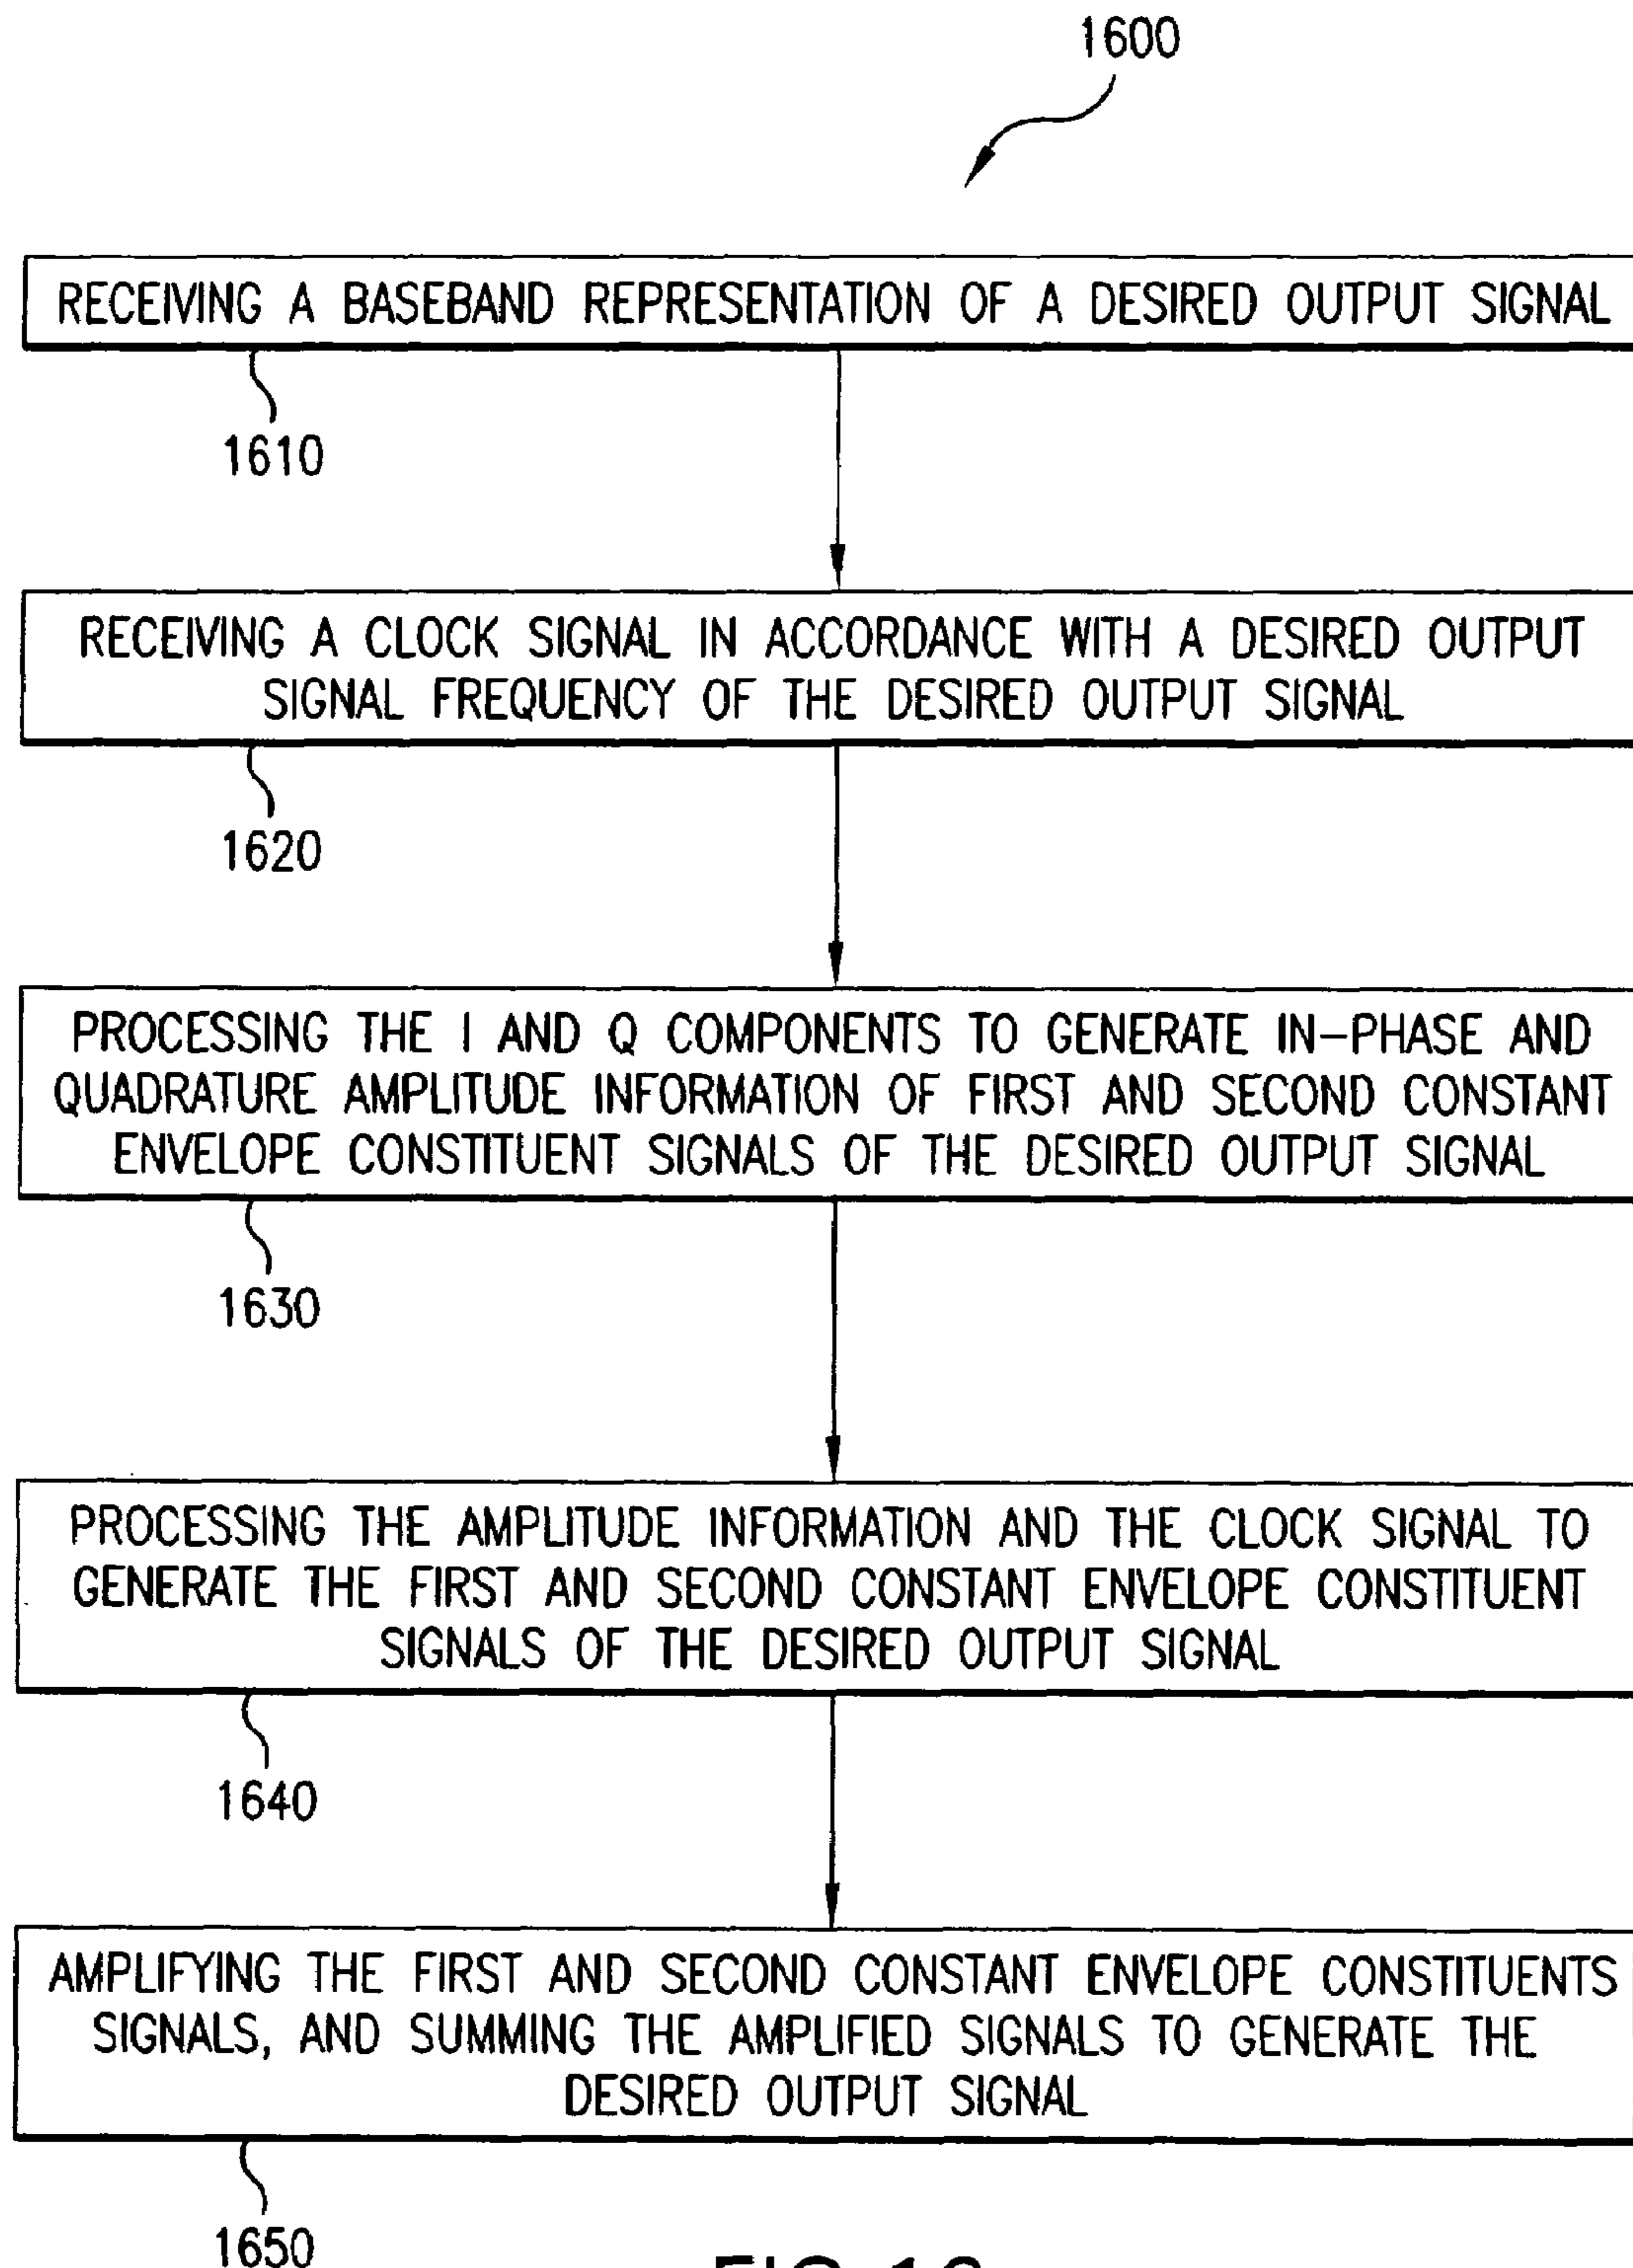 1600
RECEIVING A BASEBAND REPRESENTATION OF A DESIRED OUTPUT SIGNAL
1610
RECEIVING A CLOCK SIGNAL IN ACCORDANCE WITH A DESIRED OUTPUT
SIGNAL FREQUENCY OF THE DESIRED OUTPUT SIGNAL
1620
PROCESSING THE I AND Q COMPONENTS TO GENERATE IN-PHASE AND
QUADRATURE AMPLITUDE INFORMATION OF FIRST AND SECOND CONSTANT
ENVELOPE CONSTITUENT SIGNALS OF THE DESIRED OUTPUT SIGNAL
1630
PROCESSING THE AMPLITUDE INFORMATION AND THE CLOCK SIGNAL TO
GENERATE THE FIRST AND SECOND CONSTANT ENVELOPE CONSTITUENT
SIGNALS OF THE DESIRED OUTPUT SIGNAL
1640
AMPLIFYING THE FIRST AND SECOND CONSTANT ENVELOPE CONSTITUENTS
SIGNALS, AND SUMMING THE AMPLIFIED SIGNALS TO GENERATE THE
DESIRED OUTPUT SIGNAL
1650